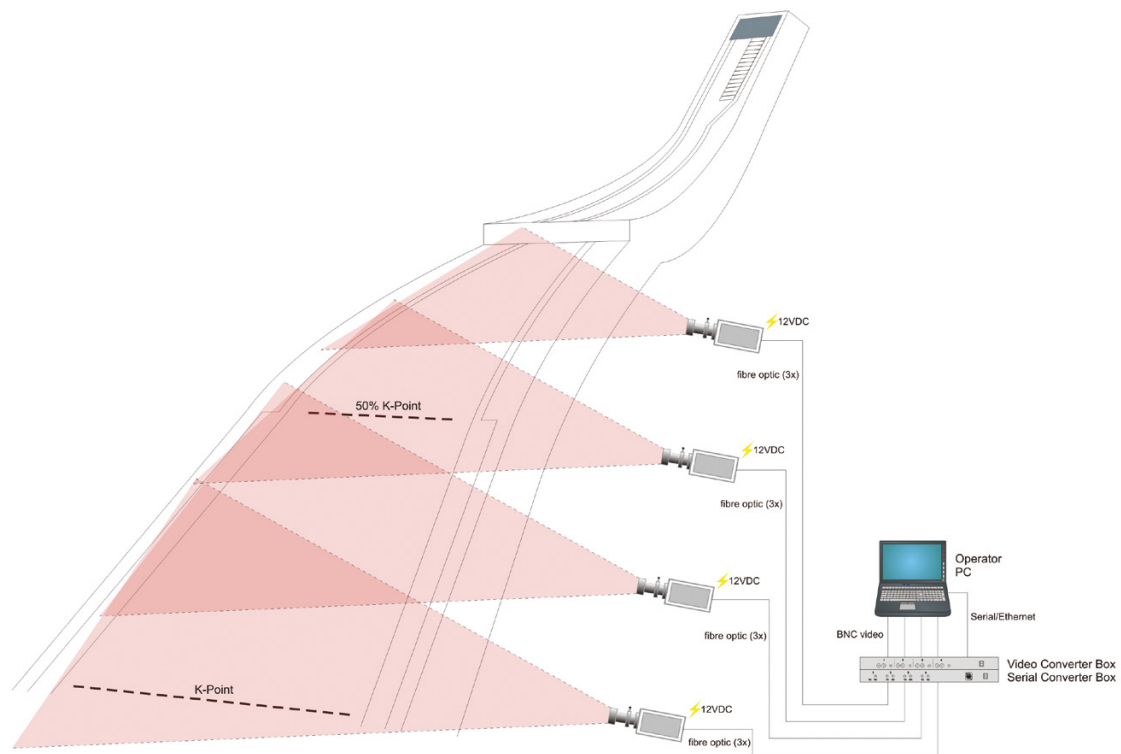 12VDC
fibre optic (3x)
50% K-Point
12VDC
fibre optic (3x)
Operator
PC
12VDC
Serial/Ethernet
fibre optic (3x)
BNC video
Video Converter Box
Serial Converter Box
K-Point
12VDC
fibre optic (3x)